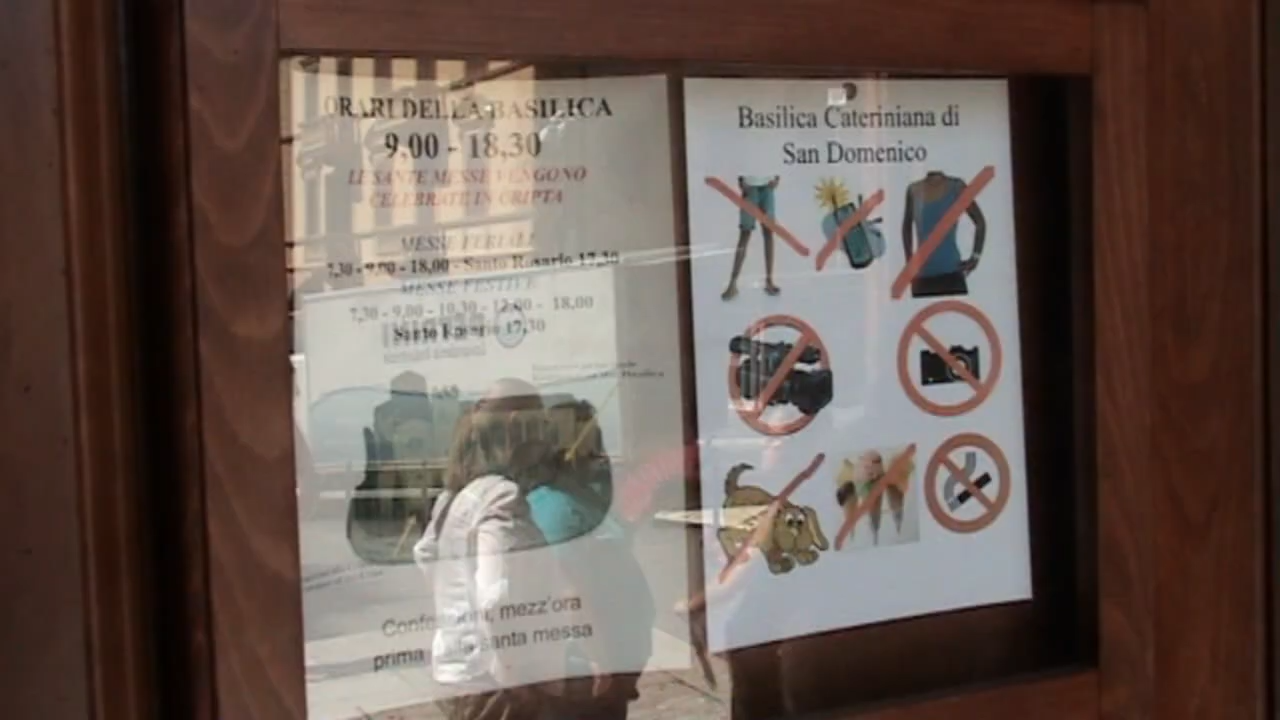 ORARI DELLA BASILICA
9,00 - 18,30
LE SANTE MESSE VENGONO
CELEBRATE IN CRIPTA
MESSE FERIALI
7,30 - 9,00 - 18,00 - Santo Rosario 17,30
MESSE FESTIVE
7,30 - 9,00 - 10,30 - 12,00 - 18,00
Santo Rosario 17,30
Confessioni, mezz'ora
prima santa messa
Basilica Cateriniana di
San Domenico